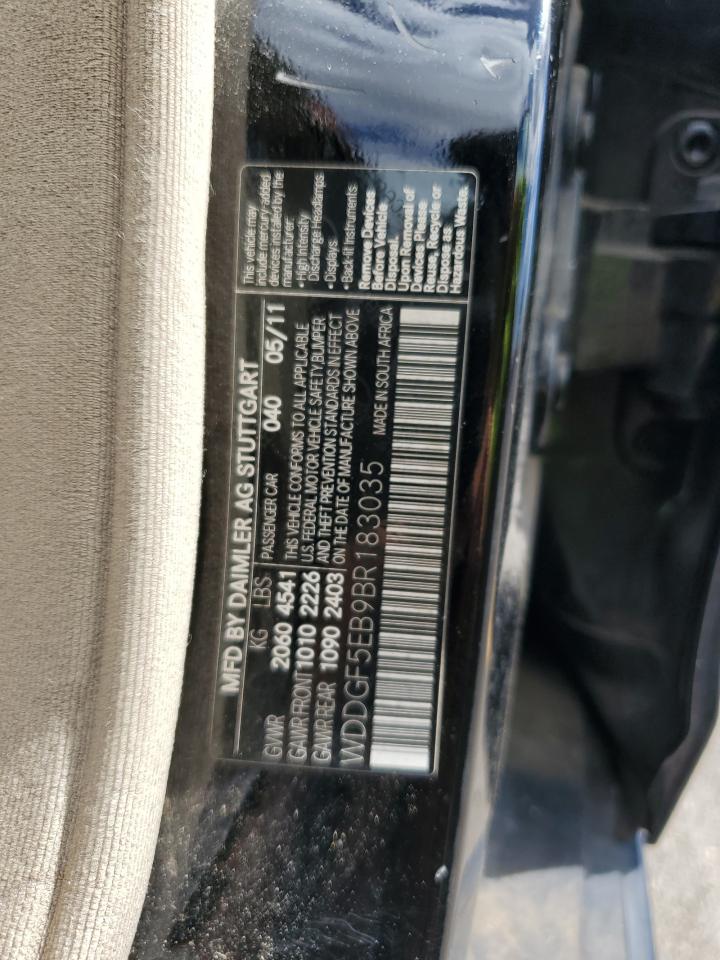 MFD BY DAIMLER AG STUTTGART
KG LBS PASSENGER CAR 040 05/11
GVWR 2060 4541 THIS VEHICLE CONFORMS TO ALL APPLICABLE
GAWR FRONT 1010 2226 U.S. FEDERAL MOTOR VEHICLE SAFETY, BUMPER
GAWR REAR 1090 2403 AND THEFT PREVENTION STANDARDS IN EFFECT
ON THE DATE OF MANUFACTURE SHOWN ABOVE
WDDGF5EB9BR183035 MADE IN SOUTH AFRICA
This vehicle may
include mercury added
devices installed by the
manufacturer:
• High Intensity
Discharge Headlamps
• Displays
• Back-lit Instruments
Remove Devices
Before Vehicle
Disposal.
Upon Removal of
Devices Please
Reuse, Recycle or
Dispose as
Hazardous Waste.